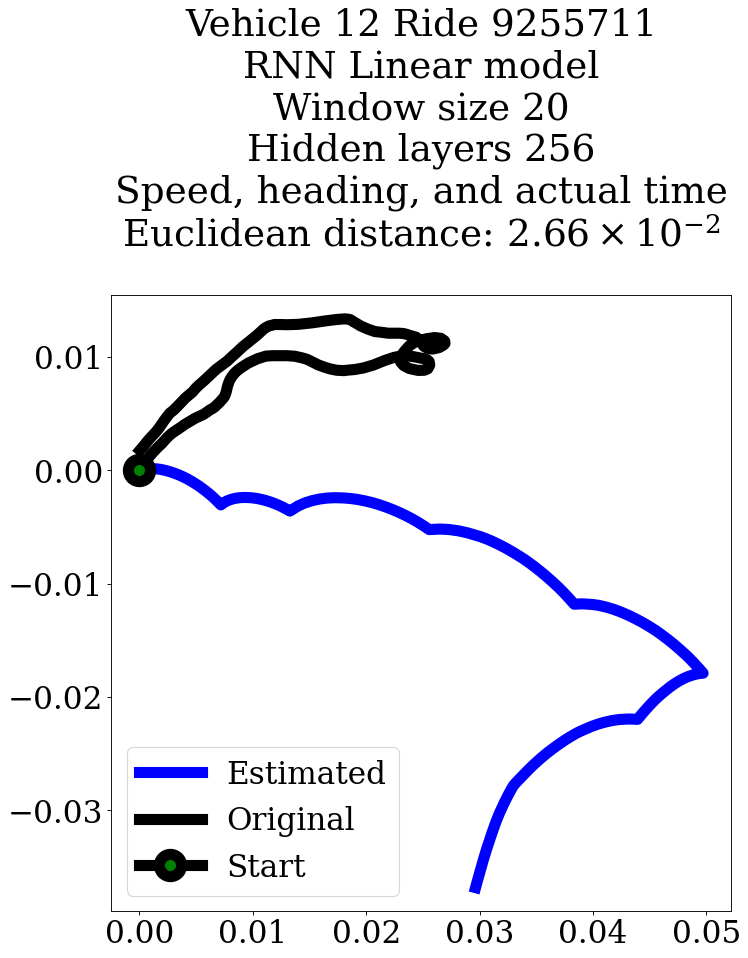 Vehicle 12 Ride 9255711
RNN Linear model
Window size 20
Hidden layers 256
Speed, heading, and actual time
Euclidean distance: 2.66 × 10⁻²
0.01
0.00
−0.01
−0.02
−0.03
Estimated
Original
Start
0.00 0.01 0.02 0.03 0.04 0.05